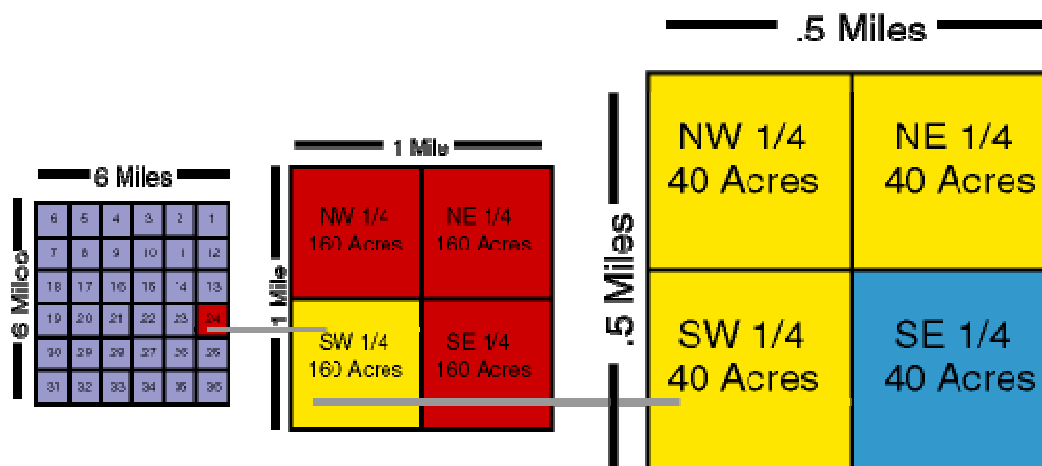 .5 Miles
1 Mile
6 Miles
.5 Miles
NW 1/4
40 Acres
NE 1/4
40 Acres
SW 1/4
40 Acres
SE 1/4
40 Acres
1 Mile
NW 1/4
160 Acres
NE 1/4
160 Acres
SW 1/4
160 Acres
SE 1/4
160 Acres
6 Miles
6 5 4 3 2 1
7 8 9 10 11 12
18 17 16 15 14 13
19 20 21 22 23 24
30 29 28 27 26 25
31 32 33 34 35 36